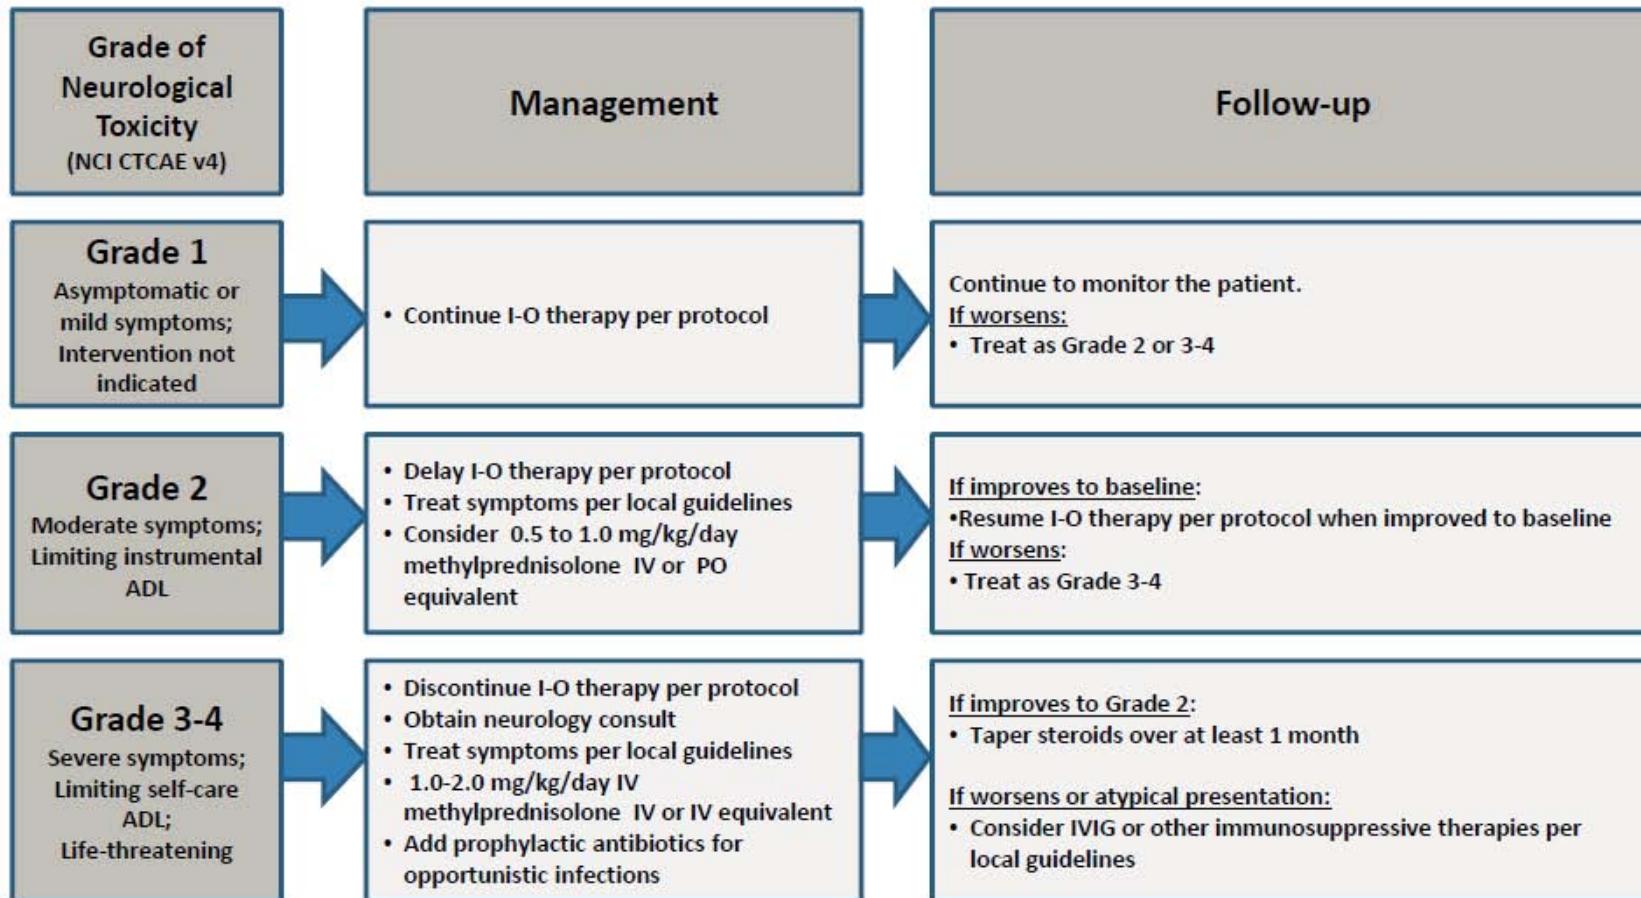 Grade of
Neurological
Toxicity
(NCI CTCAE v4)
Management
Follow-up
Grade 1
Asymptomatic or
mild symptoms;
Intervention not
indicated
• Continue I-O therapy per protocol
Continue to monitor the patient.
If worsens:
• Treat as Grade 2 or 3-4
Grade 2
Moderate symptoms;
Limiting instrumental
ADL
• Delay I-O therapy per protocol
• Treat symptoms per local guidelines
• Consider 0.5 to 1.0 mg/kg/day
methylprednisolone IV or PO
equivalent
If improves to baseline:
•Resume I-O therapy per protocol when improved to baseline
If worsens:
• Treat as Grade 3-4
Grade 3-4
Severe symptoms;
Limiting self-care
ADL;
Life-threatening
• Discontinue I-O therapy per protocol
• Obtain neurology consult
• Treat symptoms per local guidelines
• 1.0-2.0 mg/kg/day IV
methylprednisolone IV or IV equivalent
• Add prophylactic antibiotics for
opportunistic infections
If improves to Grade 2:
• Taper steroids over at least 1 month
If worsens or atypical presentation:
• Consider IVIG or other immunosuppressive therapies per
local guidelines